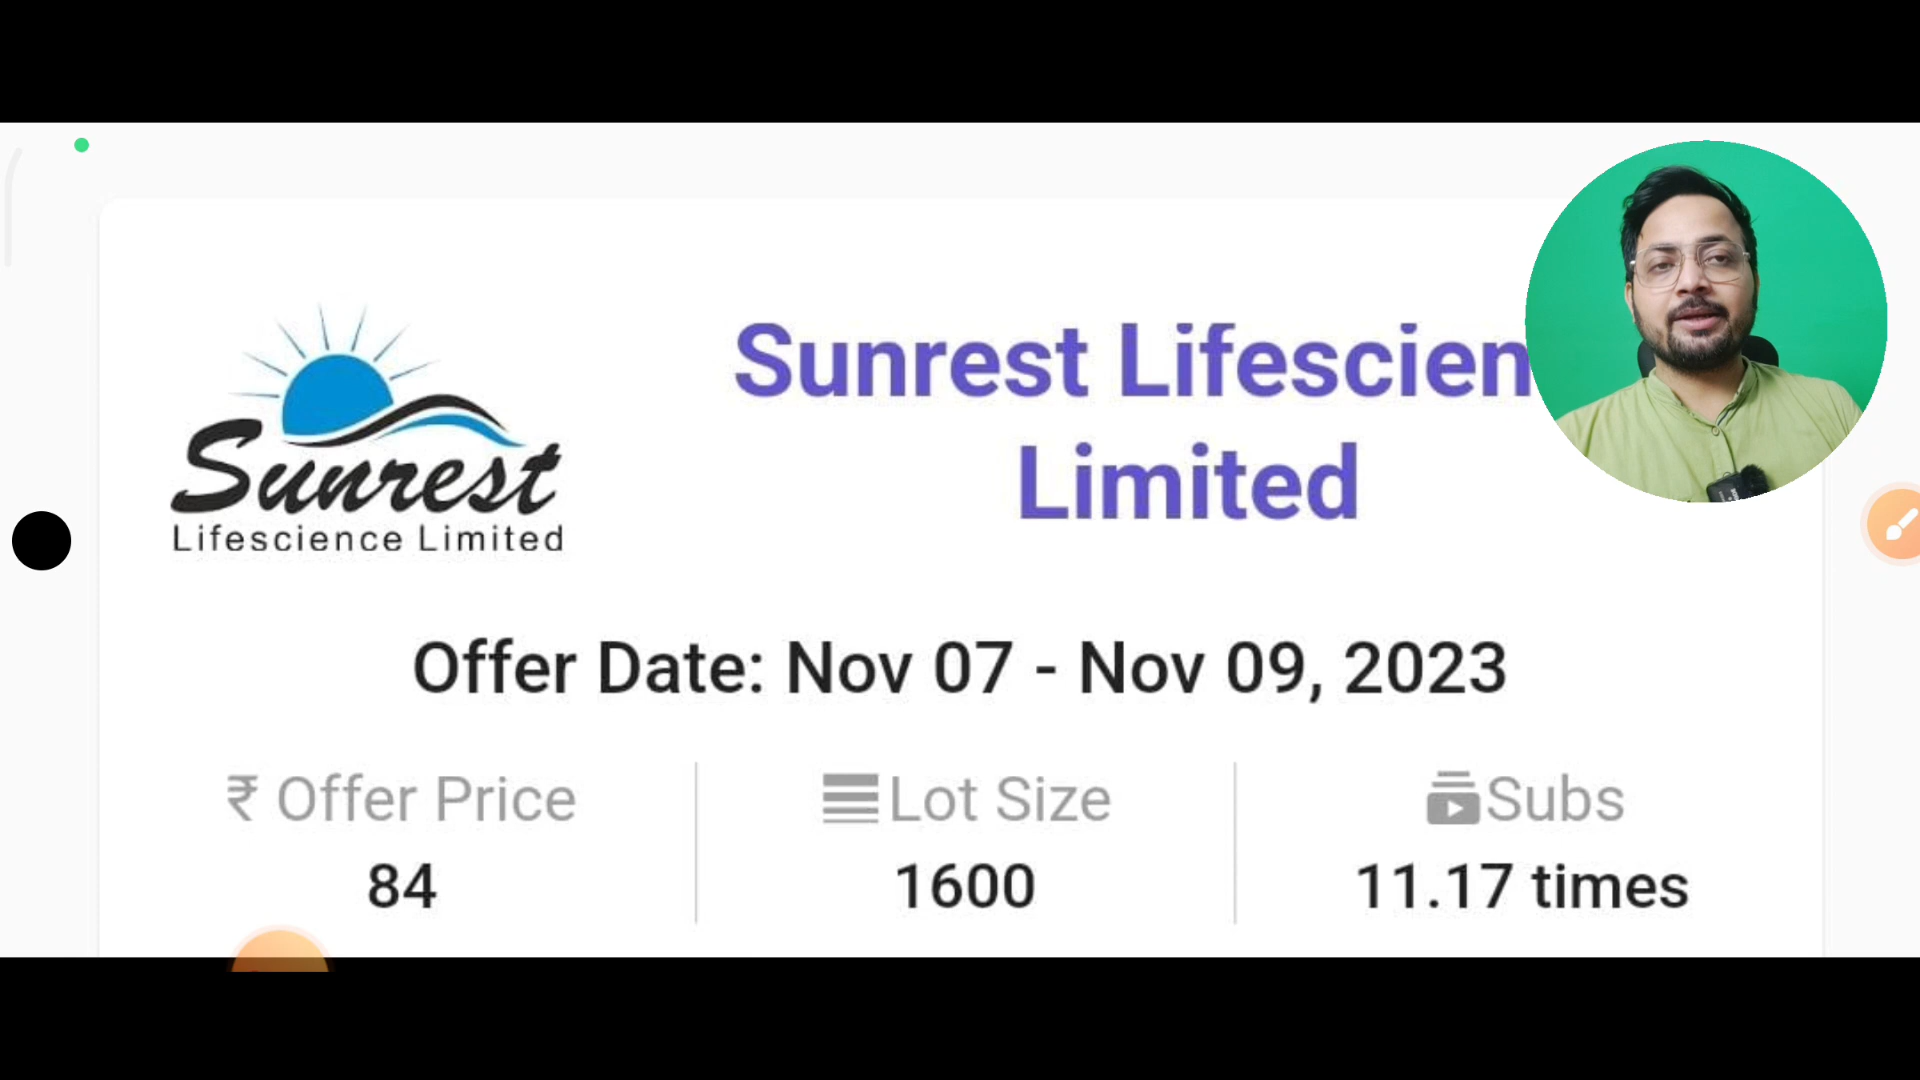 Sunrest
Lifescience Limited
Sunrest Lifescien
Limited
Offer Date: Nov 07 - Nov 09, 2023
₹ Offer Price
84
Lot Size
1600
Subs
11.17 times